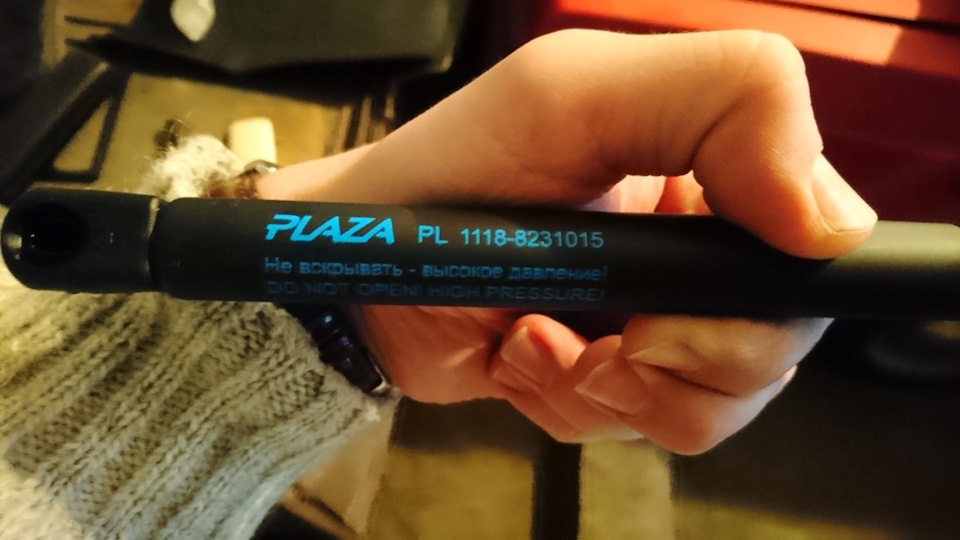 PLAZA PL 1118-8231015
Не вскрывать - высокое давление!
DO NOT OPEN! HIGH PRESSURE!